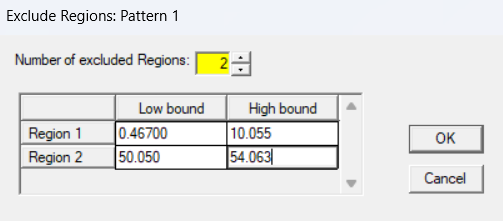 Exclude Regions: Pattern 1
Number of excluded Regions: 2
Low bound High bound
Region 1 0.46700 10.055
Region 2 50.050 54.063
OK
Cancel